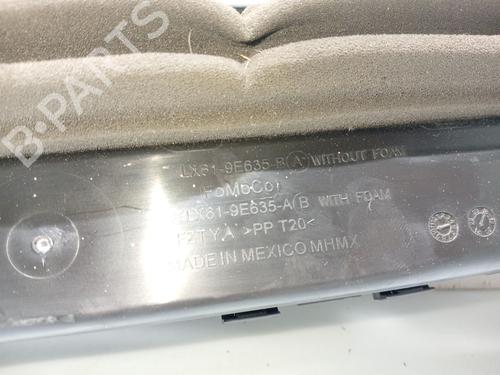 B-PARTS
LX61-9E635-B A WITHOUT FOAM
FoMoCo
LX61-9E635-A B WITH FOAM
>PP T20<
MADE IN MEXICO MHMX